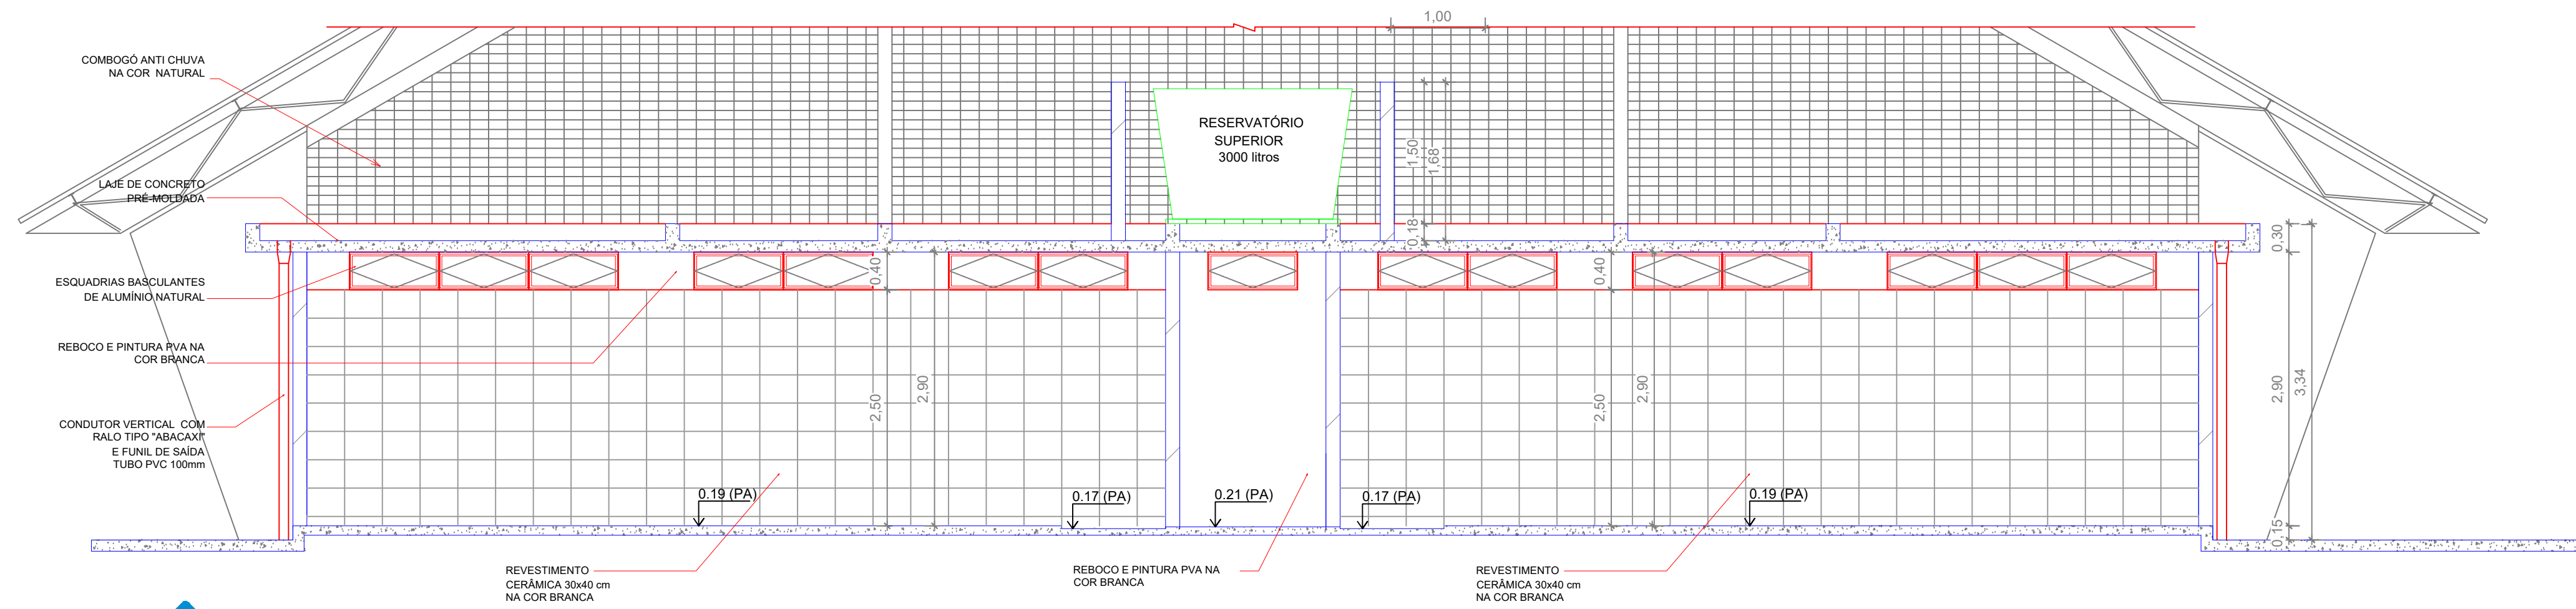 1,00
COMBOGÓ ANTI CHUVA
NA COR  NATURAL
RESERVATÓRIO
SUPERIOR
3000 litros
1,50
1,68
LAJE DE CONCRETO
PRÉ-MOLDADA
0,18
0,30
ESQUADRIAS BASCULANTES
DE ALUMÍNIO NATURAL
0,40
0,40
REBOCO E PINTURA PVA NA
COR BRANCA
2,50
2,90
2,50
2,90
2,90
3,34
CONDUTOR VERTICAL  COM
RALO TIPO "ABACAXI"
E FUNIL DE SAÍDA
TUBO PVC 100mm
0.19 (PA)
0.17 (PA)
0.21 (PA)
0.17 (PA)
0.19 (PA)
0,15
REVESTIMENTO
CERÂMICA 30x40 cm
NA COR BRANCA
REBOCO E PINTURA PVA NA
COR BRANCA
REVESTIMENTO
CERÂMICA 30x40 cm
NA COR BRANCA